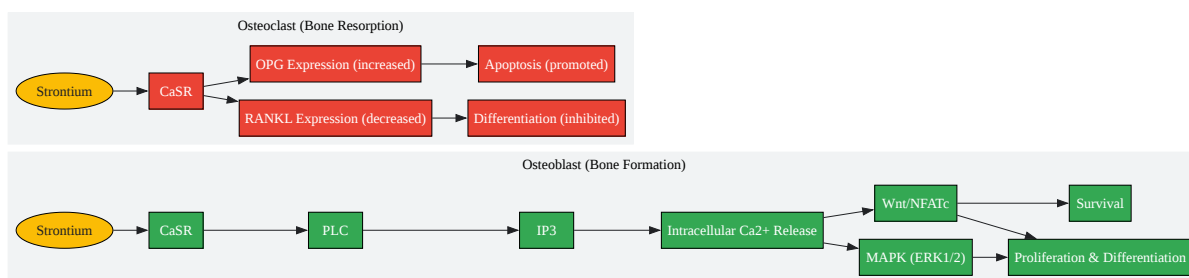 Osteoclast (Bone Resorption)
Strontium
CaSR
OPG Expression (increased)
Apoptosis (promoted)
RANKL Expression (decreased)
Differentiation (inhibited)
Osteoblast (Bone Formation)
Strontium
CaSR
PLC
IP3
Intracellular Ca2+ Release
Wnt/NFATc
Survival
MAPK (ERK1/2)
Proliferation & Differentiation